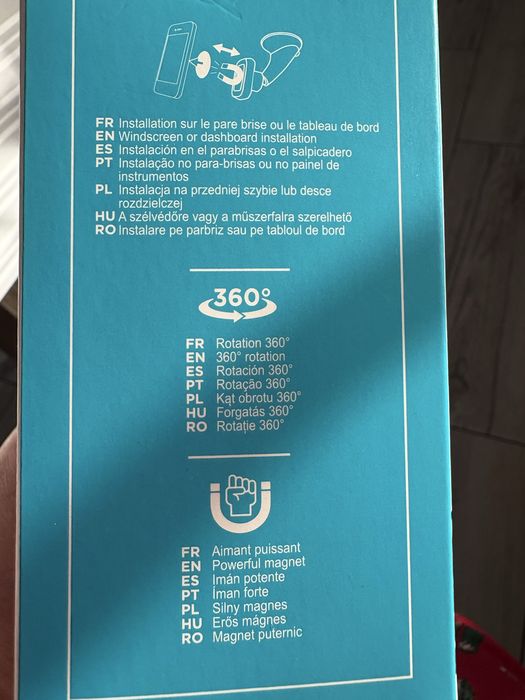 FR Installation sur le pare brise ou le tableau de bord
EN Windscreen or dashboard installation
ES Instalación en el parabrisas o el salpicadero
PT Instalação no para-brisas ou no painel de
instrumentos
PL Instalacja na przedniej szybie lub desce
rozdzielczej
HU A szélvédőre vagy a műszerfalra szerelhető
RO Instalare pe parbriz sau pe tabloul de bord
360°
FR Rotation 360°
EN 360° rotation
ES Rotación 360°
PT Rotação 360°
PL Kąt obrotu 360°
HU Forgatás 360°
RO Rotație 360°
FR Aimant puissant
EN Powerful magnet
ES Imán potente
PT Íman forte
PL Silny magnes
HU Erős mágnes
RO Magnet puternic